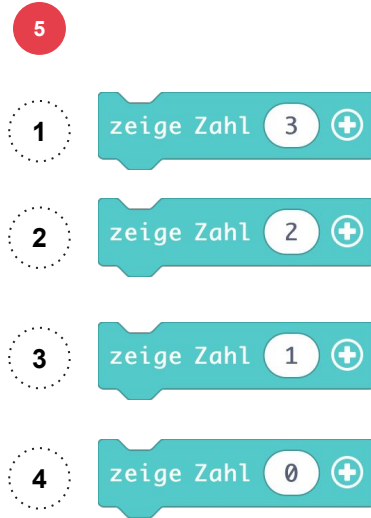 5
1 zeige Zahl 3
2 zeige Zahl 2
3 zeige Zahl 1
4 zeige Zahl 0